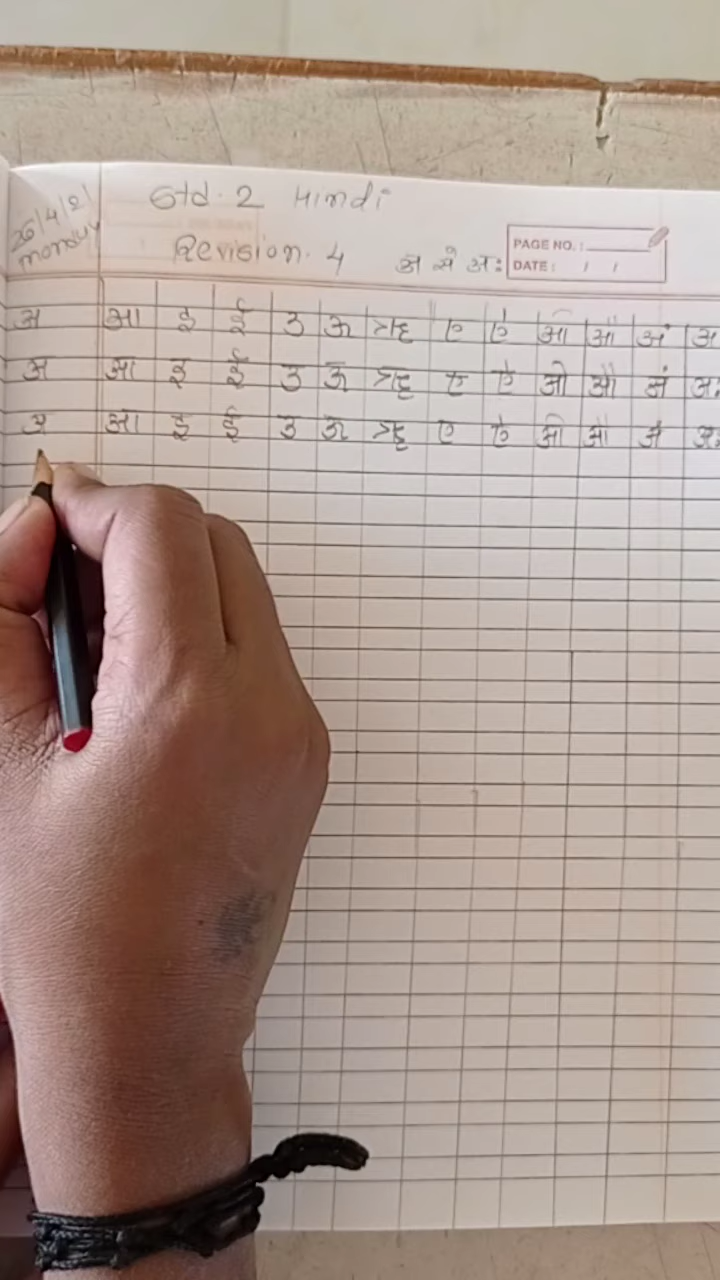 26/4/21 Std. 2 Hindi
monday Revision. 4 अ से अः PAGE NO. :
DATE : / /
अ आ इ ई उ ऊ ऋ ए ऐ ओ औ अं अ
अ आ इ ई उ ऊ ऋ ए ऐ ओ औ अं अः
अ आ इ ई उ ऊ ऋ ए ऐ ओ औ अं अः